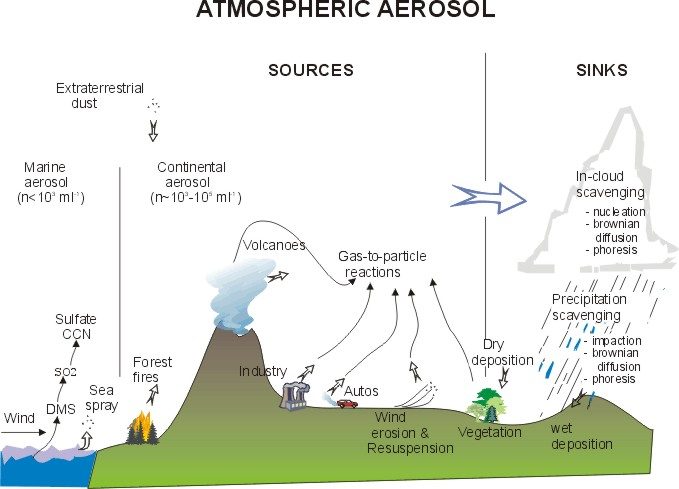 ATMOSPHERIC AEROSOL
SOURCES
SINKS
Extraterrestrial
dust
Marine
aerosol
(n<10³ ml⁻¹)
Continental
aerosol
(n~10³-10⁵ ml⁻¹)
In-cloud
scavenging
- nucleation
- brownian
diffusion
- phoresis
Volcanoes
Gas-to-particle
reactions
Precipitation
scavenging
- impaction
- brownian
diffusion
- phoresis
Sulfate
CCN
SO2
DMS
Wind
Sea
spray
Forest
fires
Industry
Autos
Wind
erosion &
Resuspension
Dry
deposition
Vegetation
wet
deposition